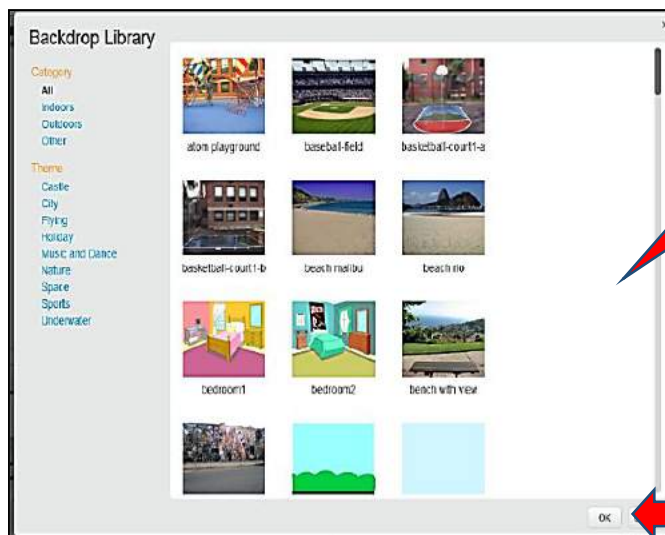 Backdrop Library
Category
All
Indoors
Outdoors
Other
Theme
Castle
City
Flying
Holiday
Music and Dance
Nature
Space
Sports
Underwater
atom playground
baseball-field
basketball-court1-a
basketball-court1-b
beach malibu
beach rio
bedroom1
bedroom2
bench with view
OK